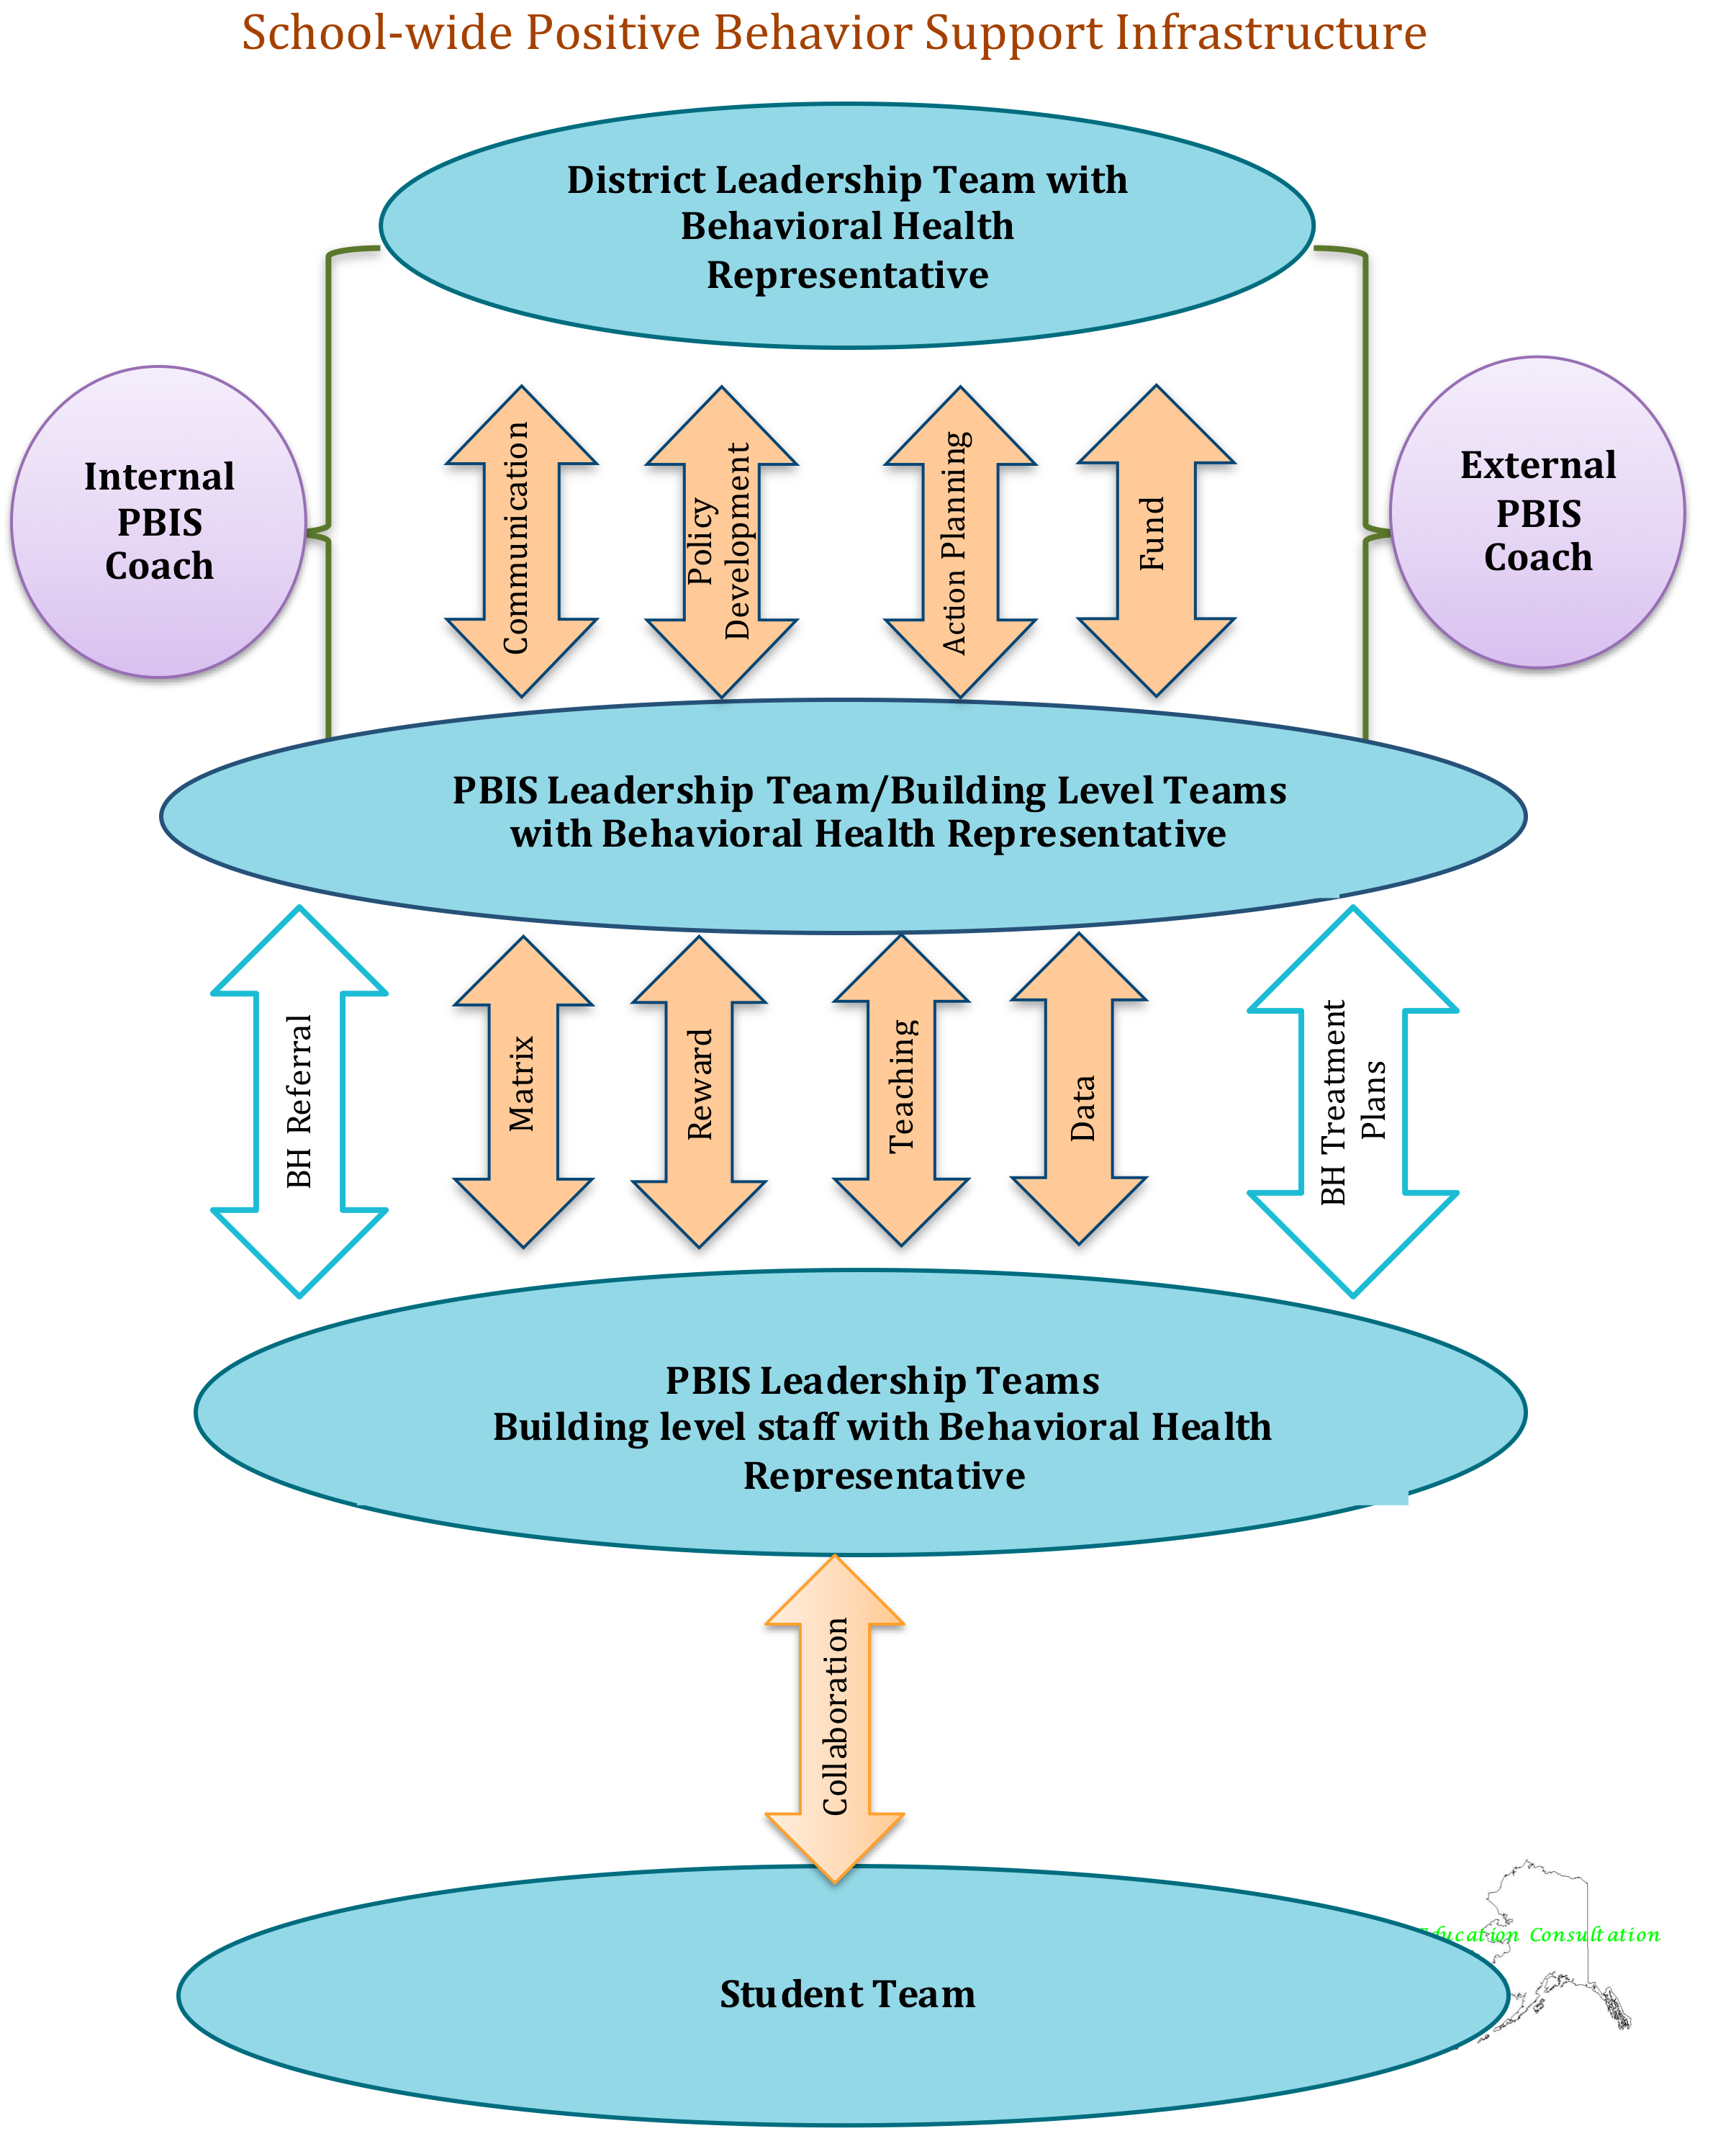 School-wide Positive Behavior Support Infrastructure
District Leadership Team with
Behavioral Health
Representative
Internal
PBIS
Coach
External
PBIS
Coach
Communication
Policy
Development
Action Planning
Fund
PBIS Leadership Team/Building Level Teams
with Behavioral Health Representative
BH Referral
Matrix
Reward
Teaching
Data
BH Treatment
Plans
PBIS Leadership Teams
Building level staff with Behavioral Health
Representative
Collaboration
Education Consultation
Student Team